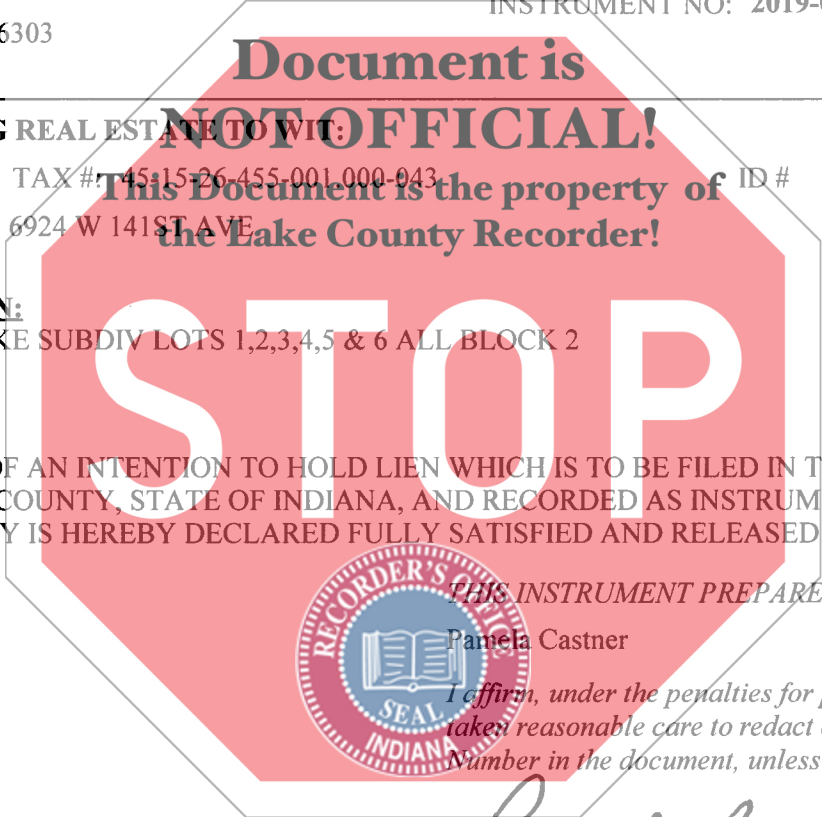 INSTRUMENT NO: 2019-
6303
Document is
NOT OFFICIAL!
G REAL ESTATE TO WIT:
TAX #: 45-15-26-455-001.000-043 ID #
This Document is the property of
6924 W 141ST AVE
the Lake County Recorder!
N:
KE SUBDIV LOTS 1,2,3,4,5 & 6 ALL BLOCK 2
STOP
OF AN INTENTION TO HOLD LIEN WHICH IS TO BE FILED IN T
COUNTY, STATE OF INDIANA, AND RECORDED AS INSTRUM
Y IS HEREBY DECLARED FULLY SATISFIED AND RELEASED
RECORDER'S OFFICE
SEAL
INDIANA
THIS INSTRUMENT PREPARE
Pamela Castner
I affirm, under the penalties for p
taken reasonable care to redact
Number in the document, unless